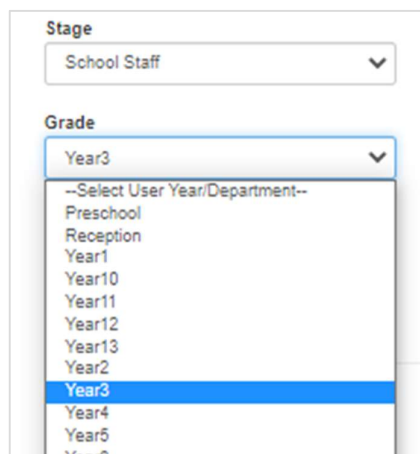 Stage
School Staff
Grade
Year3
--Select User Year/Department--
Preschool
Reception
Year1
Year10
Year11
Year12
Year13
Year2
Year3
Year4
Year5